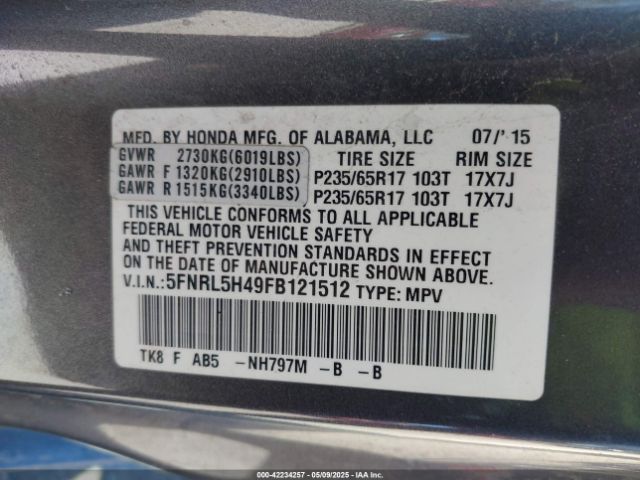 MFD. BY HONDA MFG. OF ALABAMA, LLC 07/'15
GVWR 2730KG(6019LBS) TIRE SIZE RIM SIZE
GAWR F 1320KG(2910LBS) P235/65R17 103T 17X7J
GAWR R 1515KG(3340LBS) P235/65R17 103T 17X7J
THIS VEHICLE CONFORMS TO ALL APPLICABLE
FEDERAL MOTOR VEHICLE SAFETY
AND THEFT PREVENTION STANDARDS IN EFFECT
ON THE DATE OF MANUFACTURE SHOWN ABOVE.
V.I.N.:5FNRL5H49FB121512 TYPE: MPV
TK8 F AB5 -NH797M -B -B
000-42234257 - 05/09/2025 - IAA Inc.